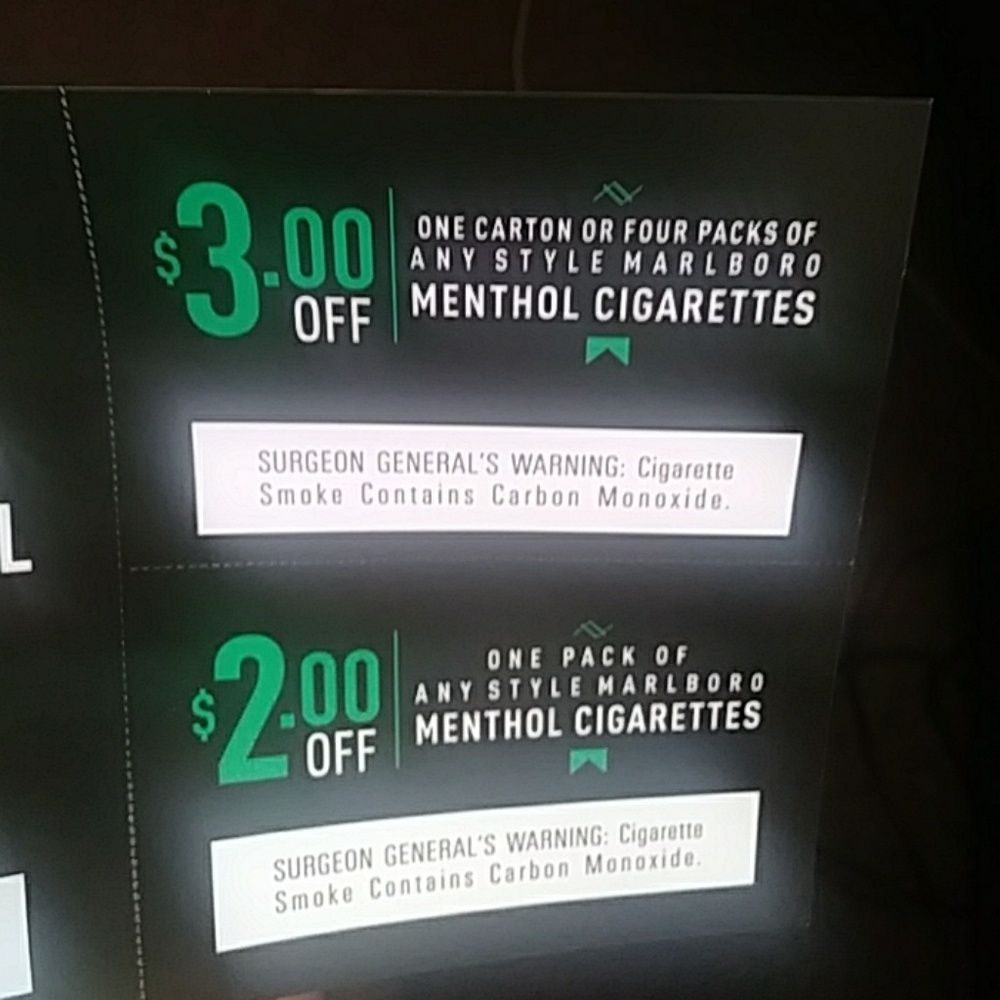 $3.00 OFF
ONE CARTON OR FOUR PACKS OF
ANY STYLE MARLBORO
MENTHOL CIGARETTES
SURGEON GENERAL'S WARNING: Cigarette
Smoke Contains Carbon Monoxide.
L
$2.00 OFF
ONE PACK OF
ANY STYLE MARLBORO
MENTHOL CIGARETTES
SURGEON GENERAL'S WARNING: Cigarette
Smoke Contains Carbon Monoxide.